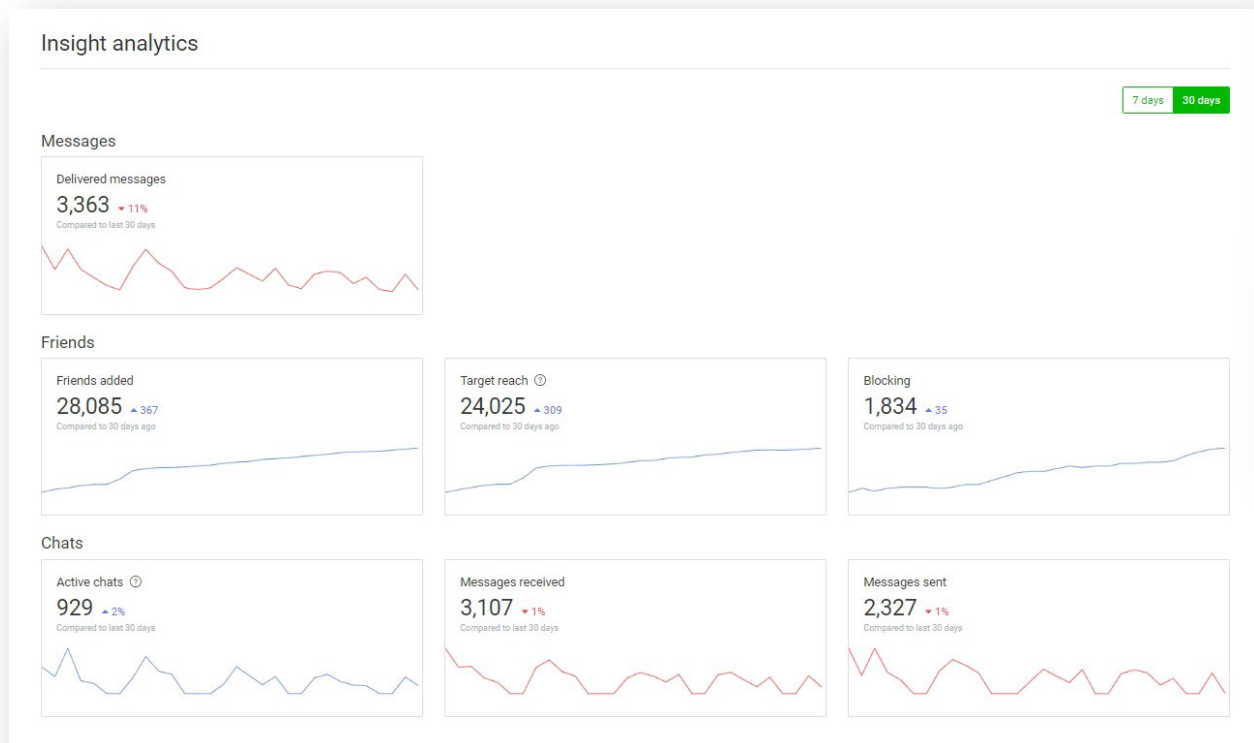 Insight analytics
7 days 30 days
Messages
Delivered messages
3,363 ▼ 11%
Compared to last 30 days
Friends
Friends added
28,085 ▲ 367
Compared to 30 days ago
Target reach ?
24,025 ▲ 309
Compared to 30 days ago
Blocking
1,834 ▲ 35
Compared to 30 days ago
Chats
Active chats ?
929 ▲ 2%
Compared to last 30 days
Messages received
3,107 ▼ 1%
Compared to last 30 days
Messages sent
2,327 ▼ 1%
Compared to last 30 days